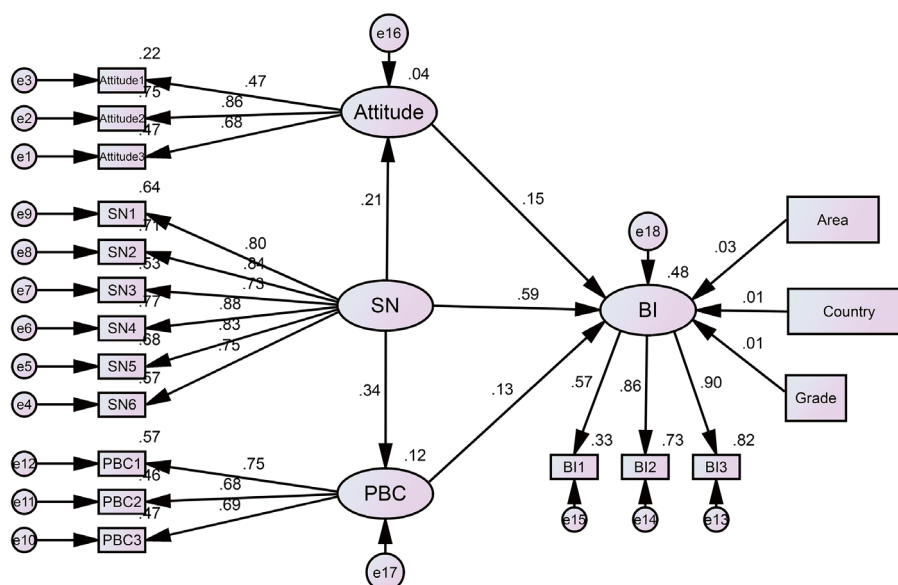 e16
.22
.04
e3
Attitude1
.47
.75
.86
Attitude
e2
Attitude2
.68
.47
e1
Attitude3
.64
.21
.15
e9
SN1
.71
.80
e18
.03
Area
e8
SN2
.84
.53
.73
.48
e7
SN3
.77
.88
SN
.59
BI
.01
Country
e6
SN4
.83
.68
.75
.01
e5
SN5
.57
.34
.13
.57
.86
.90
Grade
e4
SN6
.57
.12
.33
.73
.82
e12
PBC1
.75
BI1
BI2
BI3
.46
.68
PBC
e11
PBC2
.69
.47
e15
e14
e13
e10
PBC3
e17